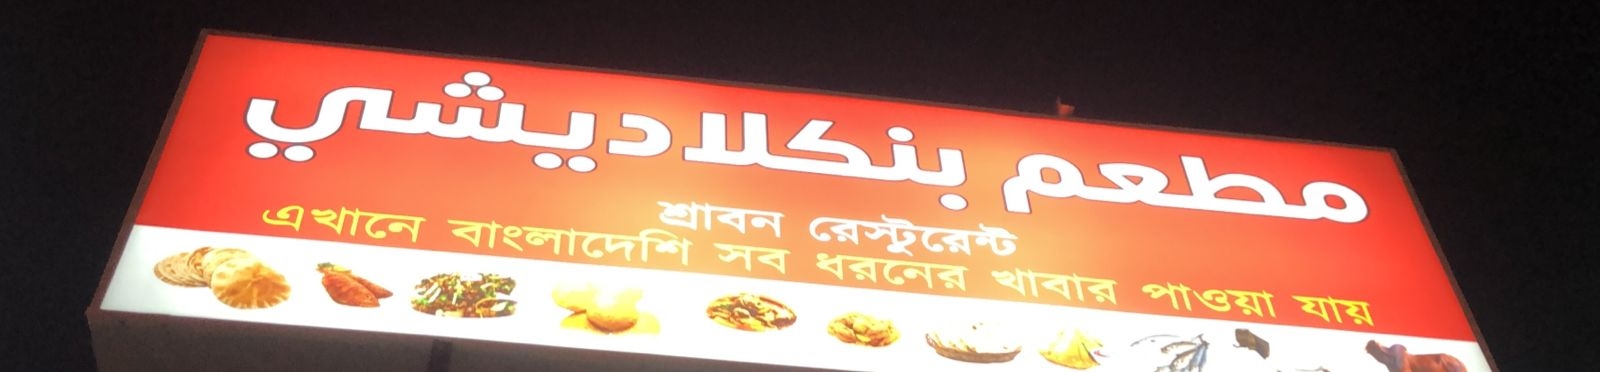 مطعم بنكلاديشي
শ্রাবন রেস্টুরেন্ট
এখানে বাংলাদেশি সব ধরনের খাবার পাওয়া যায়